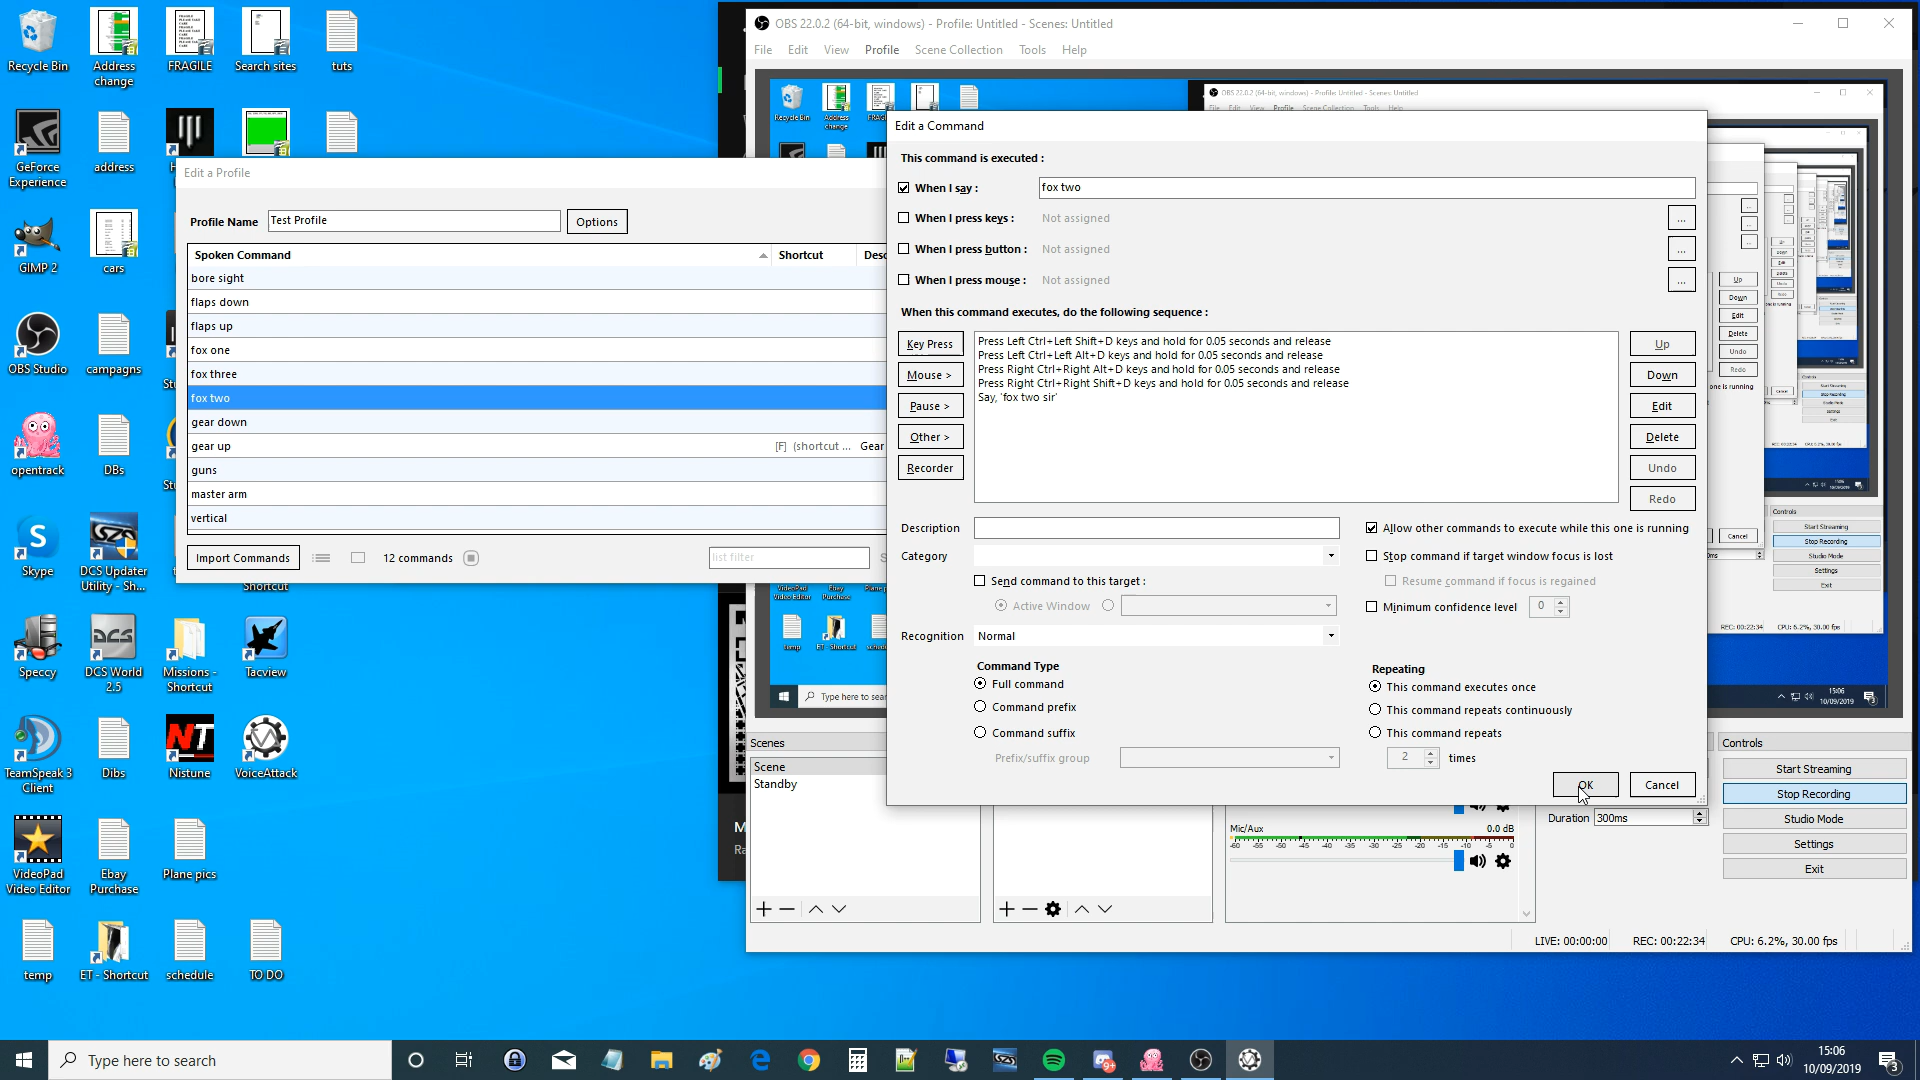 Recycle Bin
Address change
FRAGILE
Search sites
tuts
GeForce Experience
address
GIMP 2
cars
OBS Studio
campaigns
opentrack
DBs
Skype
DCS Updater Utility - Sh...
Shortcut
Speccy
DCS World 2.5
Missions - Shortcut
Tacview
TeamSpeak 3 Client
Dibs
Nistune
VoiceAttack
VideoPad Video Editor
Ebay Purchase
Plane pics
temp
ET - Shortcut
schedule
TO DO
Edit a Profile
Profile Name
Test Profile
Options
Spoken Command
Shortcut
bore sight
flaps down
flaps up
fox one
fox three
fox two
gear down
gear up
[F] (shortcut ...
Gear
guns
master arm
vertical
Import Commands
12 commands
list filter
OBS 22.0.2 (64-bit, windows) - Profile: Untitled - Scenes: Untitled
File Edit View Profile Scene Collection Tools Help
Edit a Command
This command is executed :
When I say :
fox two
When I press keys :
Not assigned
...
When I press button :
Not assigned
...
When I press mouse :
Not assigned
...
When this command executes, do the following sequence :
Key Press
Mouse >
Pause >
Other >
Recorder
Press Left Ctrl+Left Shift+D keys and hold for 0.05 seconds and release
Press Left Ctrl+Left Alt+D keys and hold for 0.05 seconds and release
Press Right Ctrl+Right Alt+D keys and hold for 0.05 seconds and release
Press Right Ctrl+Right Shift+D keys and hold for 0.05 seconds and release
Say, 'fox two sir'
Up
Down
Edit
Delete
Undo
Redo
Description
Category
Send command to this target :
Active Window
Recognition
Normal
Allow other commands to execute while this one is running
Stop command if target window focus is lost
Resume command if focus is regained
Minimum confidence level
0
Command Type
Full command
Command prefix
Command suffix
Prefix/suffix group
Repeating
This command executes once
This command repeats continuously
This command repeats
2
times
OK
Cancel
Scenes
Scene
Standby
Mic/Aux
0.0 dB
-60 -55 -50 -45 -40 -35 -30 -25 -20 -15 -10 -5 0
Duration
300ms
Controls
Start Streaming
Stop Recording
Studio Mode
Settings
Exit
LIVE: 00:00:00
REC: 00:22:34
CPU: 6.2%, 30.00 fps
Type here to search
15:06
10/09/2019
3